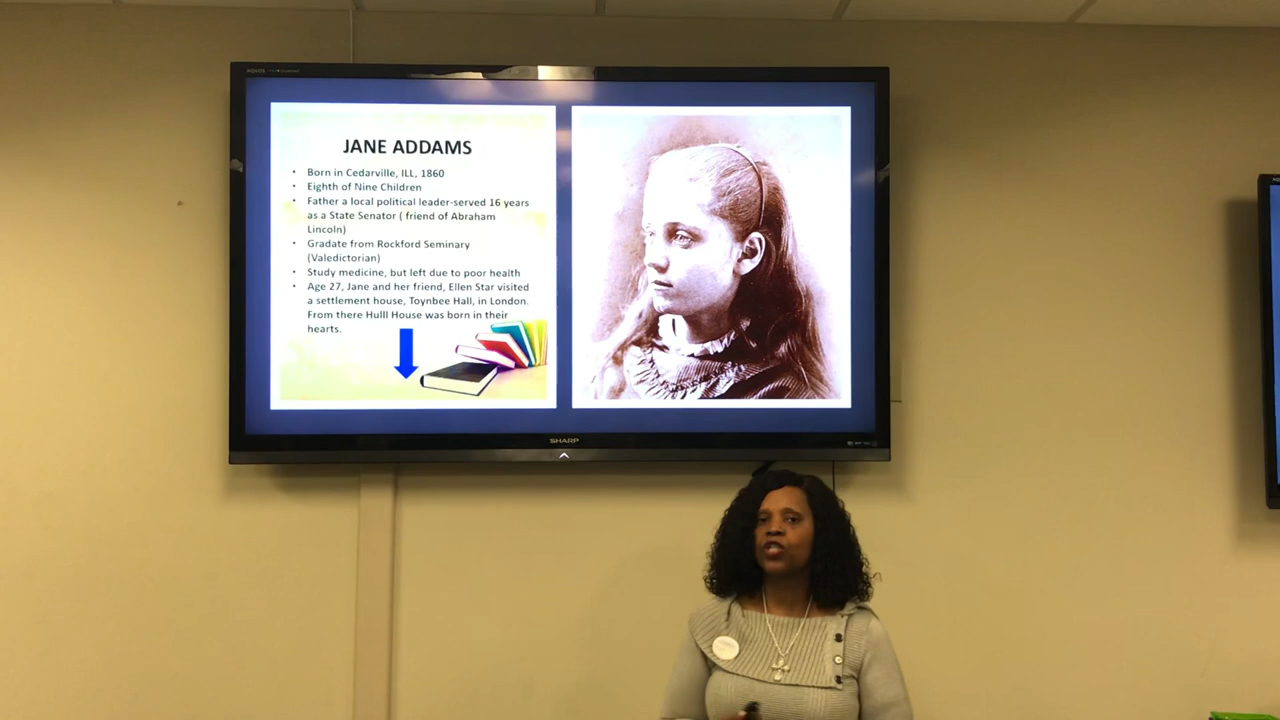 JANE ADDAMS
• Born in Cedarville, ILL, 1860
• Eighth of Nine Children
• Father a local political leader-served 16 years
as a State Senator ( friend of Abraham
Lincoln)
• Gradate from Rockford Seminary
(Valedictorian)
• Study medicine, but left due to poor health
• Age 27, Jane and her friend, Ellen Star visited
a settlement house, Toynbee Hall, in London.
From there Hulll House was born in their
hearts.
SHARP